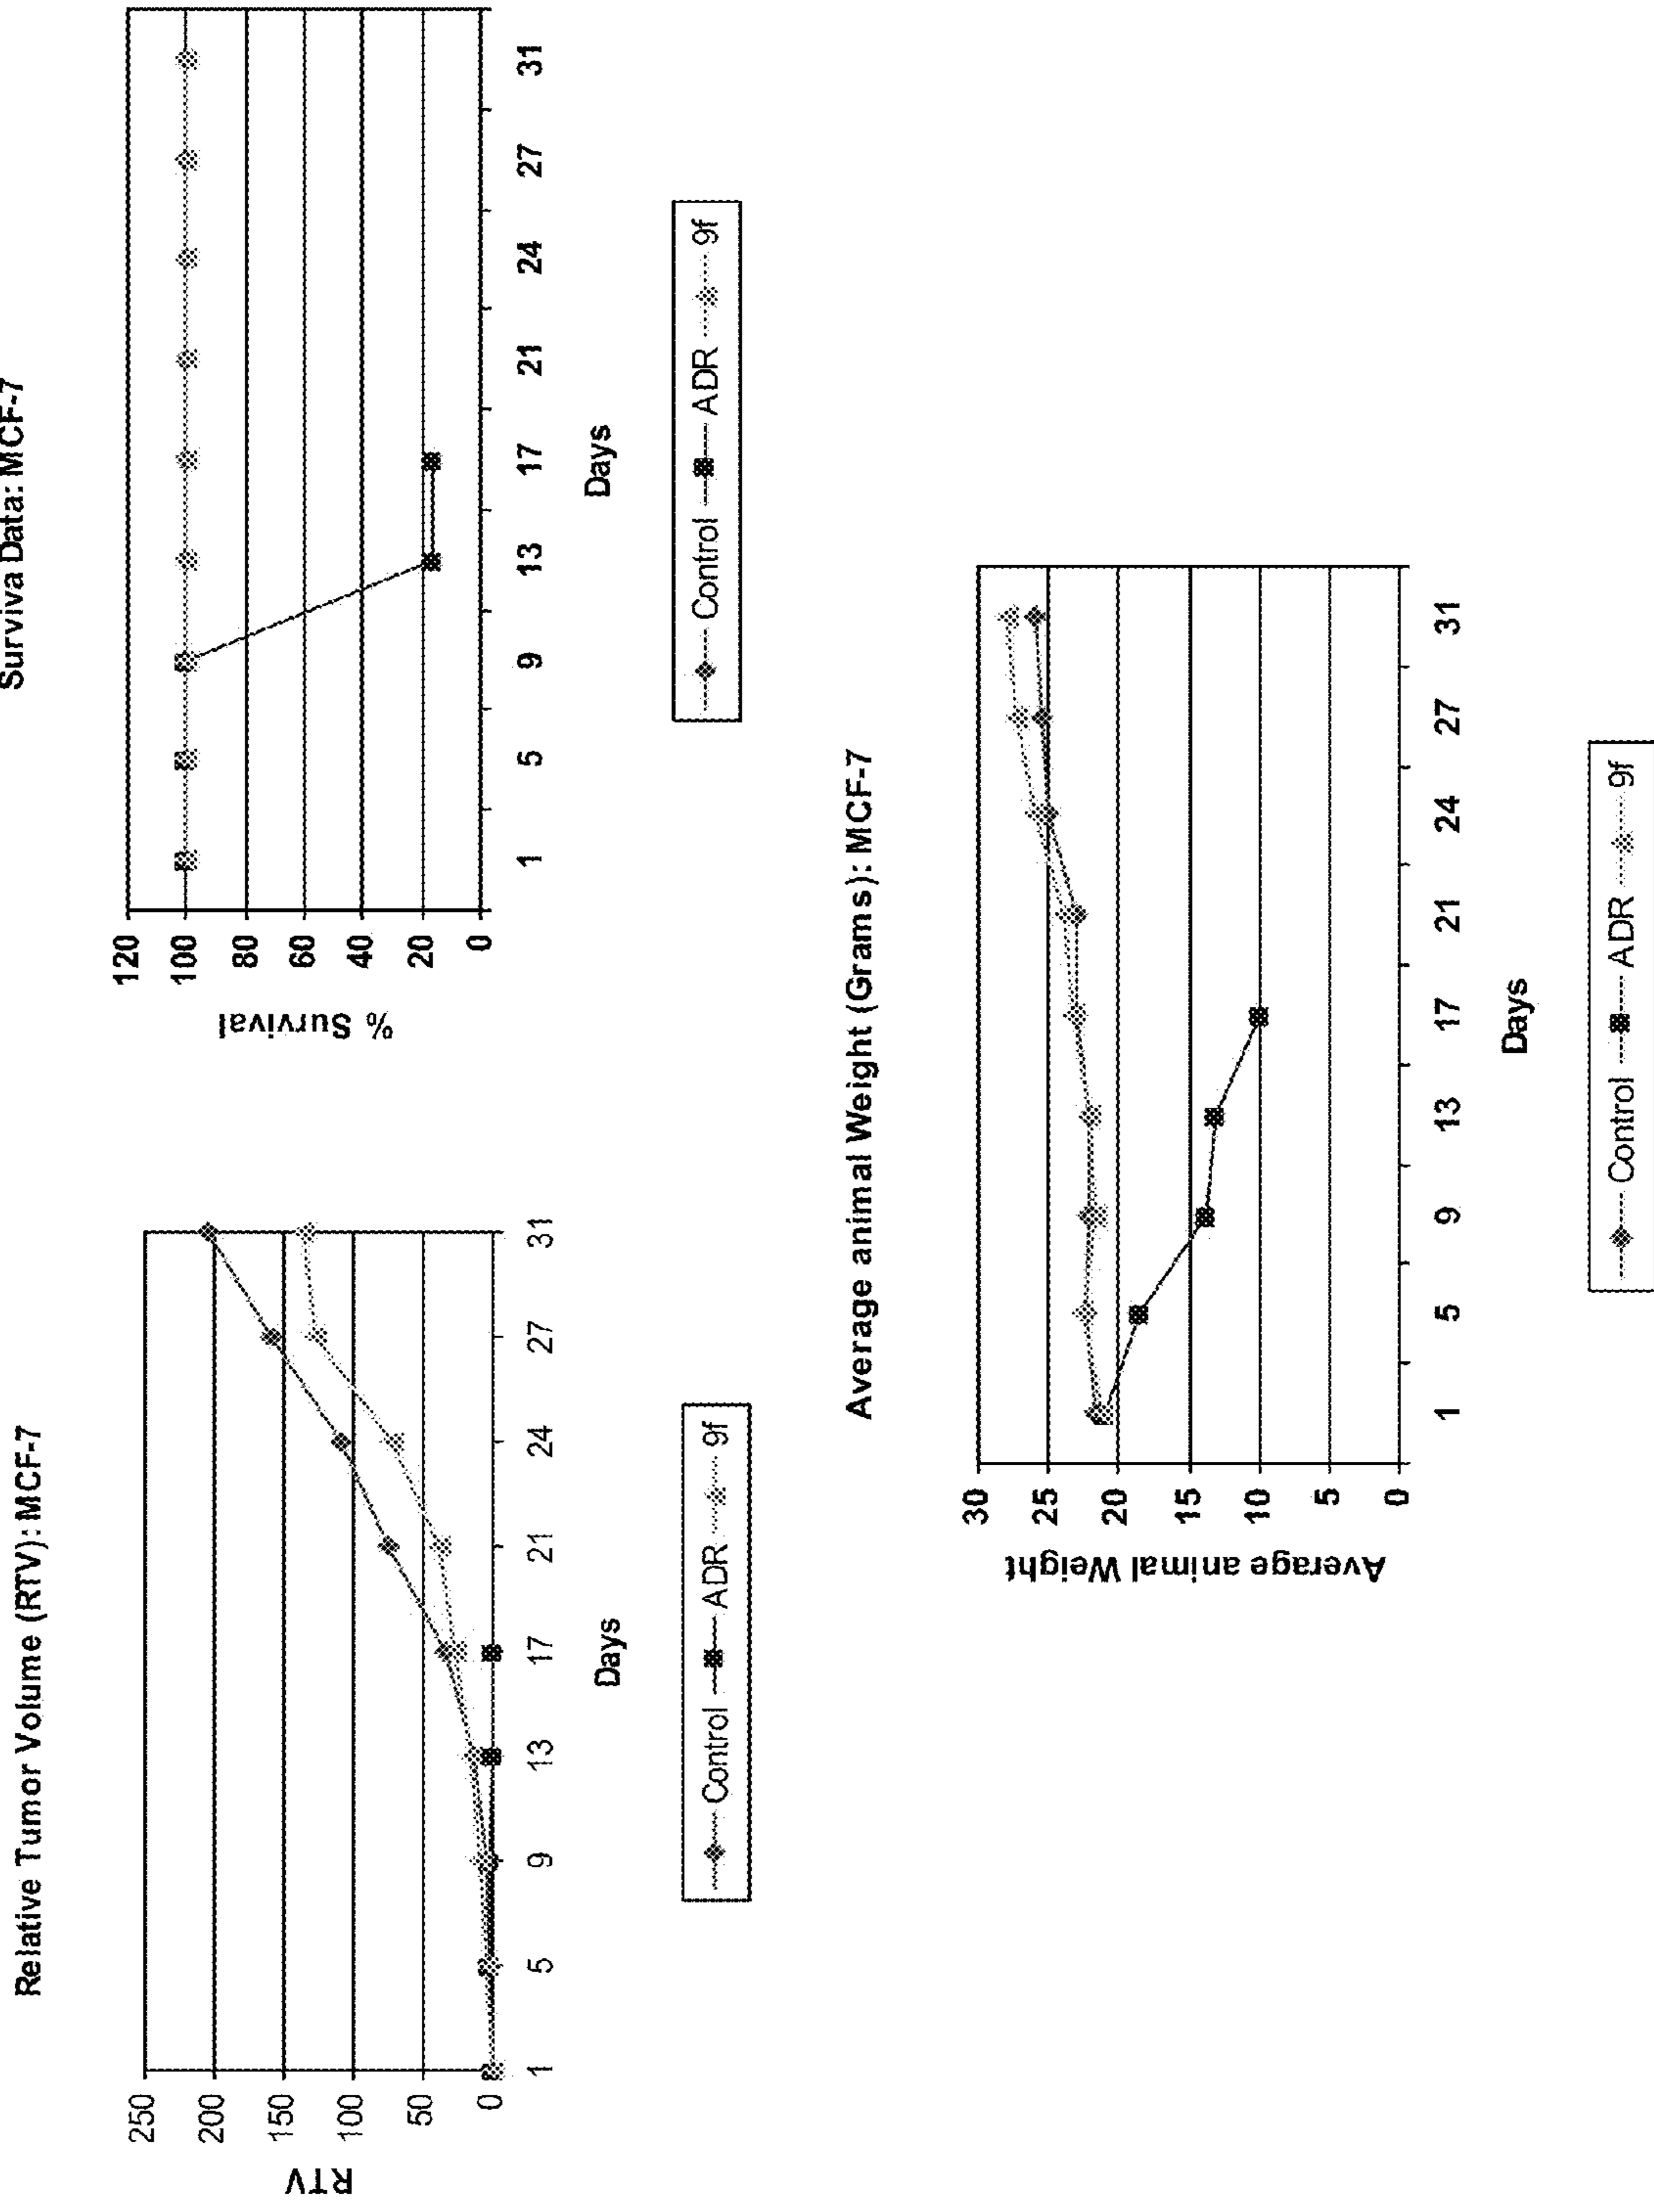 Relative Tumor Volume (RTV): MCF-7
RTV
250
200
150
100
50
0
1 5 9 13 17 21 24 27 31
Days
Control ADR 9f
Surviva Data: MCF-7
% Survival
120
100
80
60
40
20
0
1 5 9 13 17 21 24 27 31
Days
Control ADR 9f
Average animal Weight (Grams): MCF-7
Average animal Weight
30
25
20
15
10
5
0
1 5 9 13 17 21 24 27 31
Days
Control ADR 9f